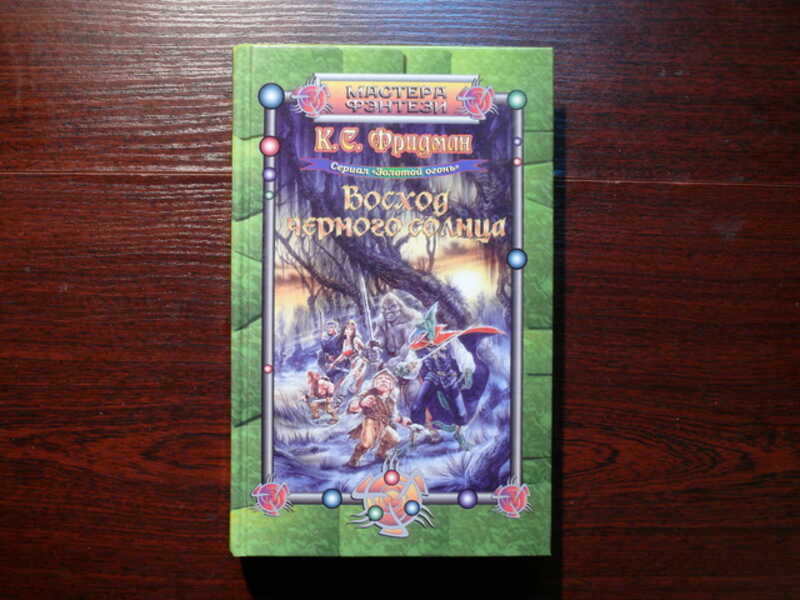 МАСТЕРА
ФЭНТЕЗИ
К.С. Фридман
Сериал «Золотой огонь»
Восход
черного солнца